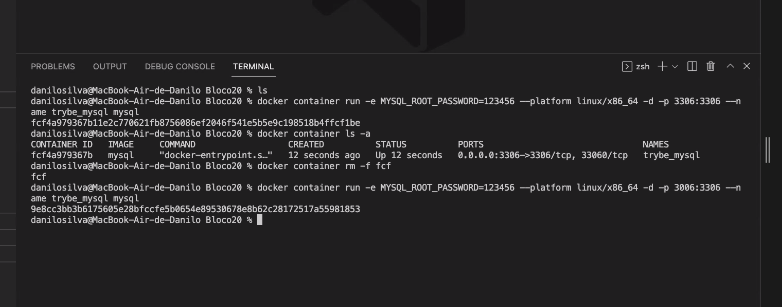 PROBLEMS OUTPUT DEBUG CONSOLE TERMINAL zsh
danilosilva@MacBook-Air-de-Danilo Bloco20 % ls
danilosilva@MacBook-Air-de-Danilo Bloco20 % docker container run -e MYSQL_ROOT_PASSWORD=123456 --platform linux/x86_64 -d -p 3306:3306 --n
ame trybe_mysql mysql
fcf4a979367b11e2c770621fb8756086ef2046f541e5b5e9c198518b4ffcf1be
danilosilva@MacBook-Air-de-Danilo Bloco20 % docker container ls -a
CONTAINER ID IMAGE COMMAND CREATED STATUS PORTS NAMES
fcf4a979367b mysql "docker-entrypoint.s…" 12 seconds ago Up 12 seconds 0.0.0.0:3306->3306/tcp, 33060/tcp trybe_mysql
danilosilva@MacBook-Air-de-Danilo Bloco20 % docker container rm -f fcf
fcf
danilosilva@MacBook-Air-de-Danilo Bloco20 % docker container run -e MYSQL_ROOT_PASSWORD=123456 --platform linux/x86_64 -d -p 3006:3306 --n
ame trybe_mysql mysql
9e8cc3bb3b6175605e28bfccfe5b0654e89530678e8b62c28172517a55981853
danilosilva@MacBook-Air-de-Danilo Bloco20 %